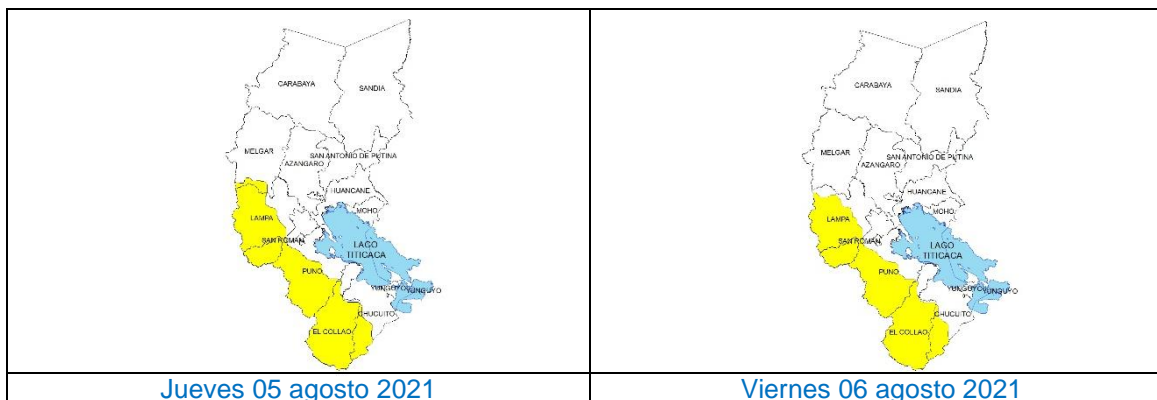 CARABAYA
SANDIA
MELGAR
SAN ANTONIO DE PUTINA
AZANGARO
HUANCANE
MOHO
LAMPA
SAN ROMAN
LAGO
TITICACA
PUNO
YUNGUYO
YUNGUYO
CHUCUITO
EL COLLAO
Jueves 05 agosto 2021
CARABAYA
SANDIA
MELGAR
SAN ANTONIO DE PUTINA
AZANGARO
HUANCANE
MOHO
LAMPA
SAN ROMAN
LAGO
TITICACA
PUNO
YUNGUYO
YUNGUYO
CHUCUITO
EL COLLAO
Viernes 06 agosto 2021